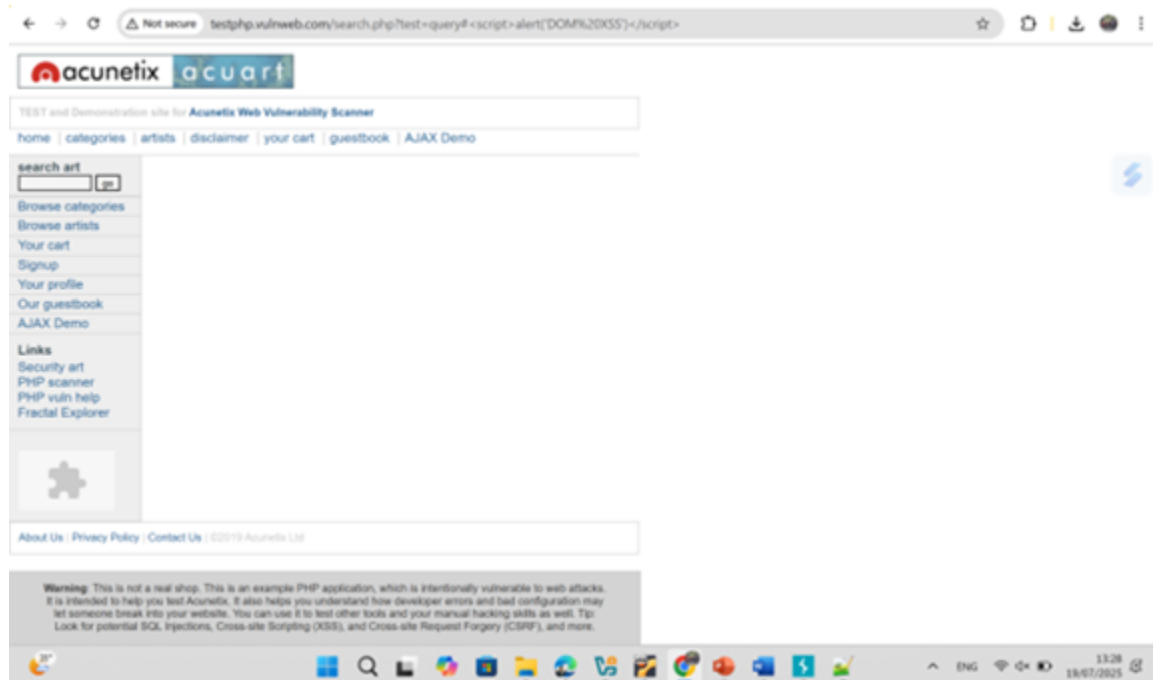 Not secure testphp.vulnweb.com/search.php?test=query#<script>alert('DOM%20XSS')</script>
acunetix acuart
TEST and Demonstration site for Acunetix Web Vulnerability Scanner
home | categories | artists | disclaimer | your cart | guestbook | AJAX Demo
search art
go
Browse categories
Browse artists
Your cart
Signup
Your profile
Our guestbook
AJAX Demo
Links
Security art
PHP scanner
PHP vuln help
Fractal Explorer
About Us | Privacy Policy | Contact Us | ©2019 Acunetix Ltd
Warning: This is not a real shop. This is an example PHP application, which is intentionally vulnerable to web attacks.
It is intended to help you test Acunetix. It also helps you understand how developer errors and bad configuration may
let someone break into your website. You can use it to test other tools and your manual hacking skills as well. Tip:
Look for potential SQL Injections, Cross-site Scripting (XSS), and Cross-site Request Forgery (CSRF), and more.
ENG
13:28
19/07/2025